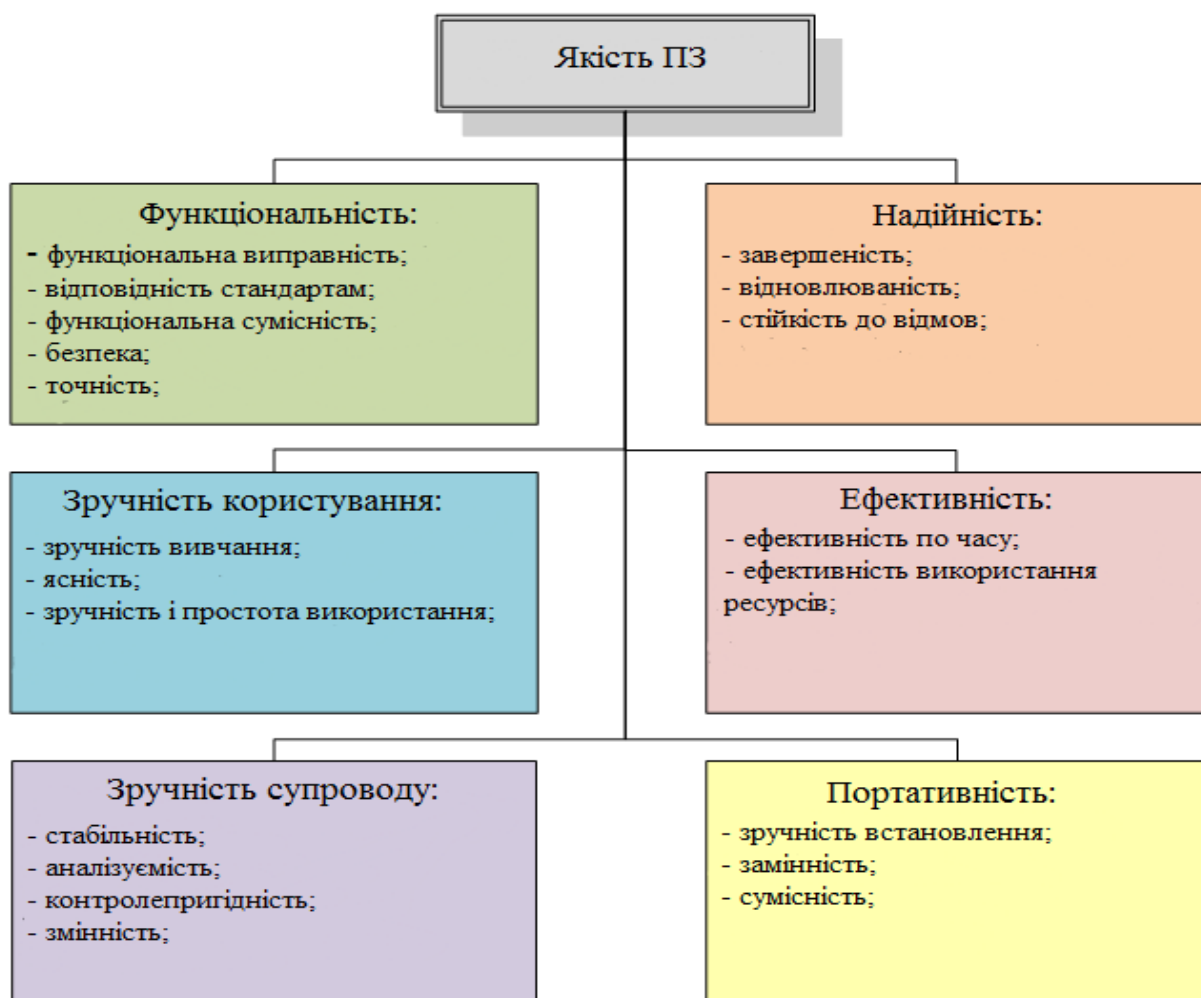 Якість ПЗ
Функціональність:
- функціональна виправність;
- відповідність стандартам;
- функціональна сумісність;
- безпека;
- точність;
Надійність:
- завершеність;
- відновлюваність;
- стійкість до відмов;
Зручність користування:
- зручність вивчання;
- ясність;
- зручність і простота використання;
Ефективність:
- ефективність по часу;
- ефективність використання
ресурсів;
Зручність супроводу:
- стабільність;
- аналізуємість;
- контролепригідність;
- змінність;
Портативність:
- зручність встановлення;
- замінність;
- сумісність;